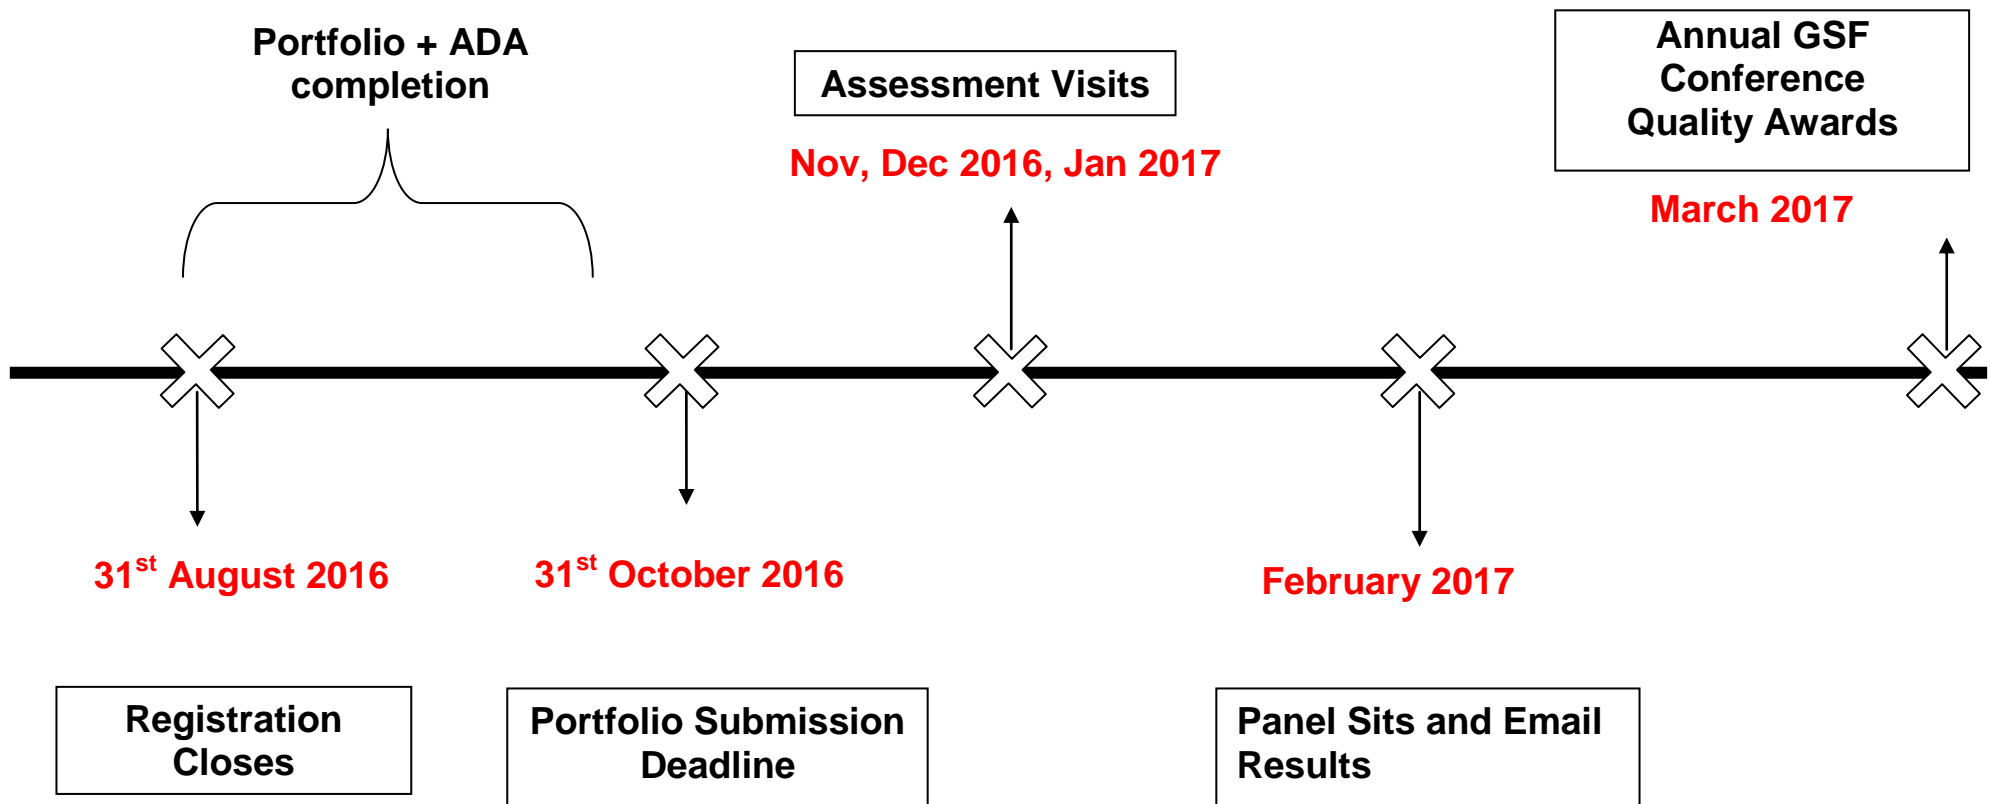 Portfolio + ADA
completion
Assessment Visits
Nov, Dec 2016, Jan 2017
Annual GSF
Conference
Quality Awards
March 2017
31st August 2016
31st October 2016
February 2017
Registration
Closes
Portfolio Submission
Deadline
Panel Sits and Email
Results